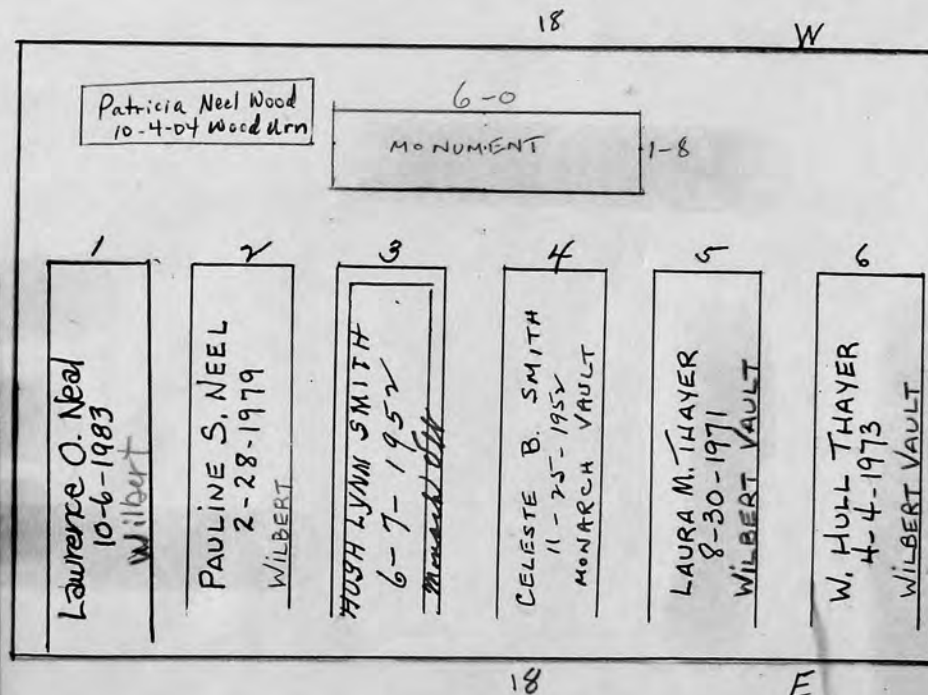 18
W
Patricia Neel Wood
10-4-04 Wood Urn
6-0
MONUMENT
1-8
1
2
3
4
5
6
Lawrence O. Neel
10-6-1983
Wilbert
PAULINE S. NEEL
2-28-1979
WILBERT
HUGH LYNN SMITH
6-7-1952
CELESTE B. SMITH
11-25-1952
MONARCH VAULT
LAURA M. THAYER
8-30-1971
WILBERT VAULT
W. HULL THAYER
4-4-1973
WILBERT VAULT
18
E